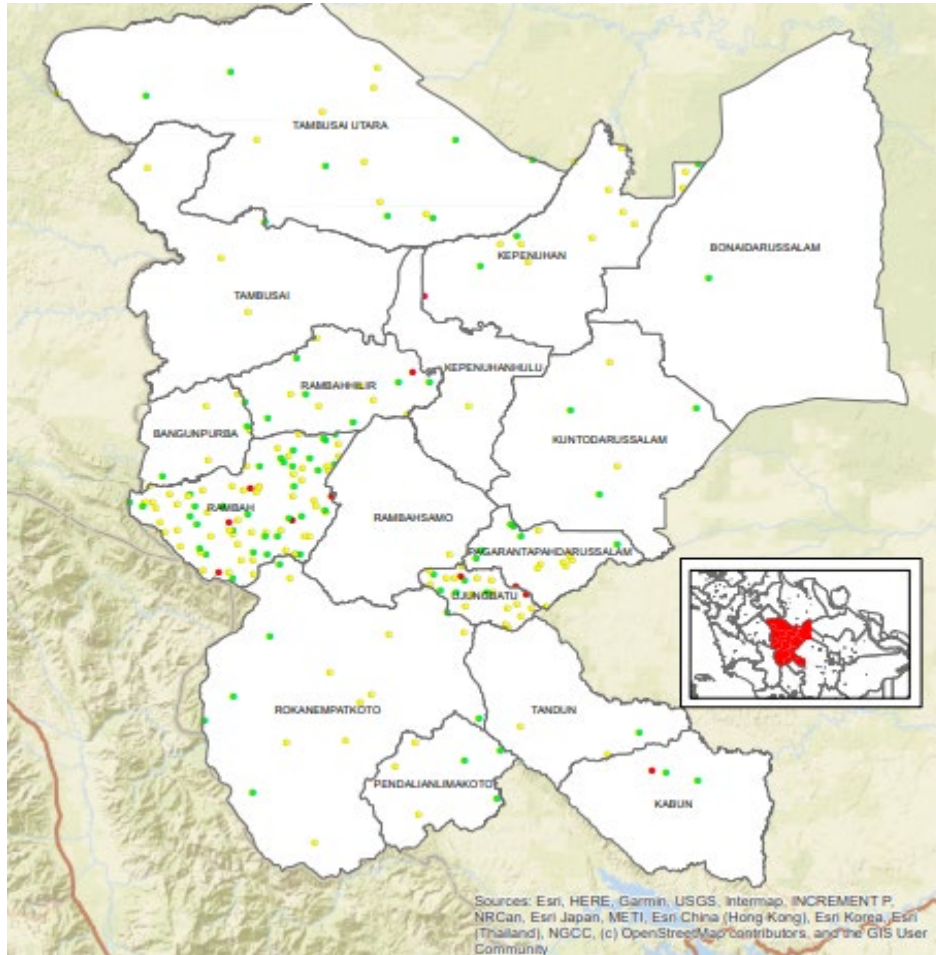 TAMBUSAI UTARA
BONAIDARUSSALAM
KEPENUHAN
TAMBUSAI
KEPENUHANHULU
RAMBAHHILIR
BANGUNPURBA
KUNTODARUSSALAM
RAMBAH
RAMBAHSAMO
PAGARANTAPAHDARUSSALAM
UJUNGBATU
ROKANEMPATKOTO
TANDUN
PENDALIANLIMAKOTO
KABUN
Sources: Esri, HERE, Garmin, USGS, Intermap, INCREMENT P,
NRCan, Esri Japan, METI, Esri China (Hong Kong), Esri Korea, Esri
(Thailand), NGCC, (c) OpenStreetMap contributors, and the GIS User
Community